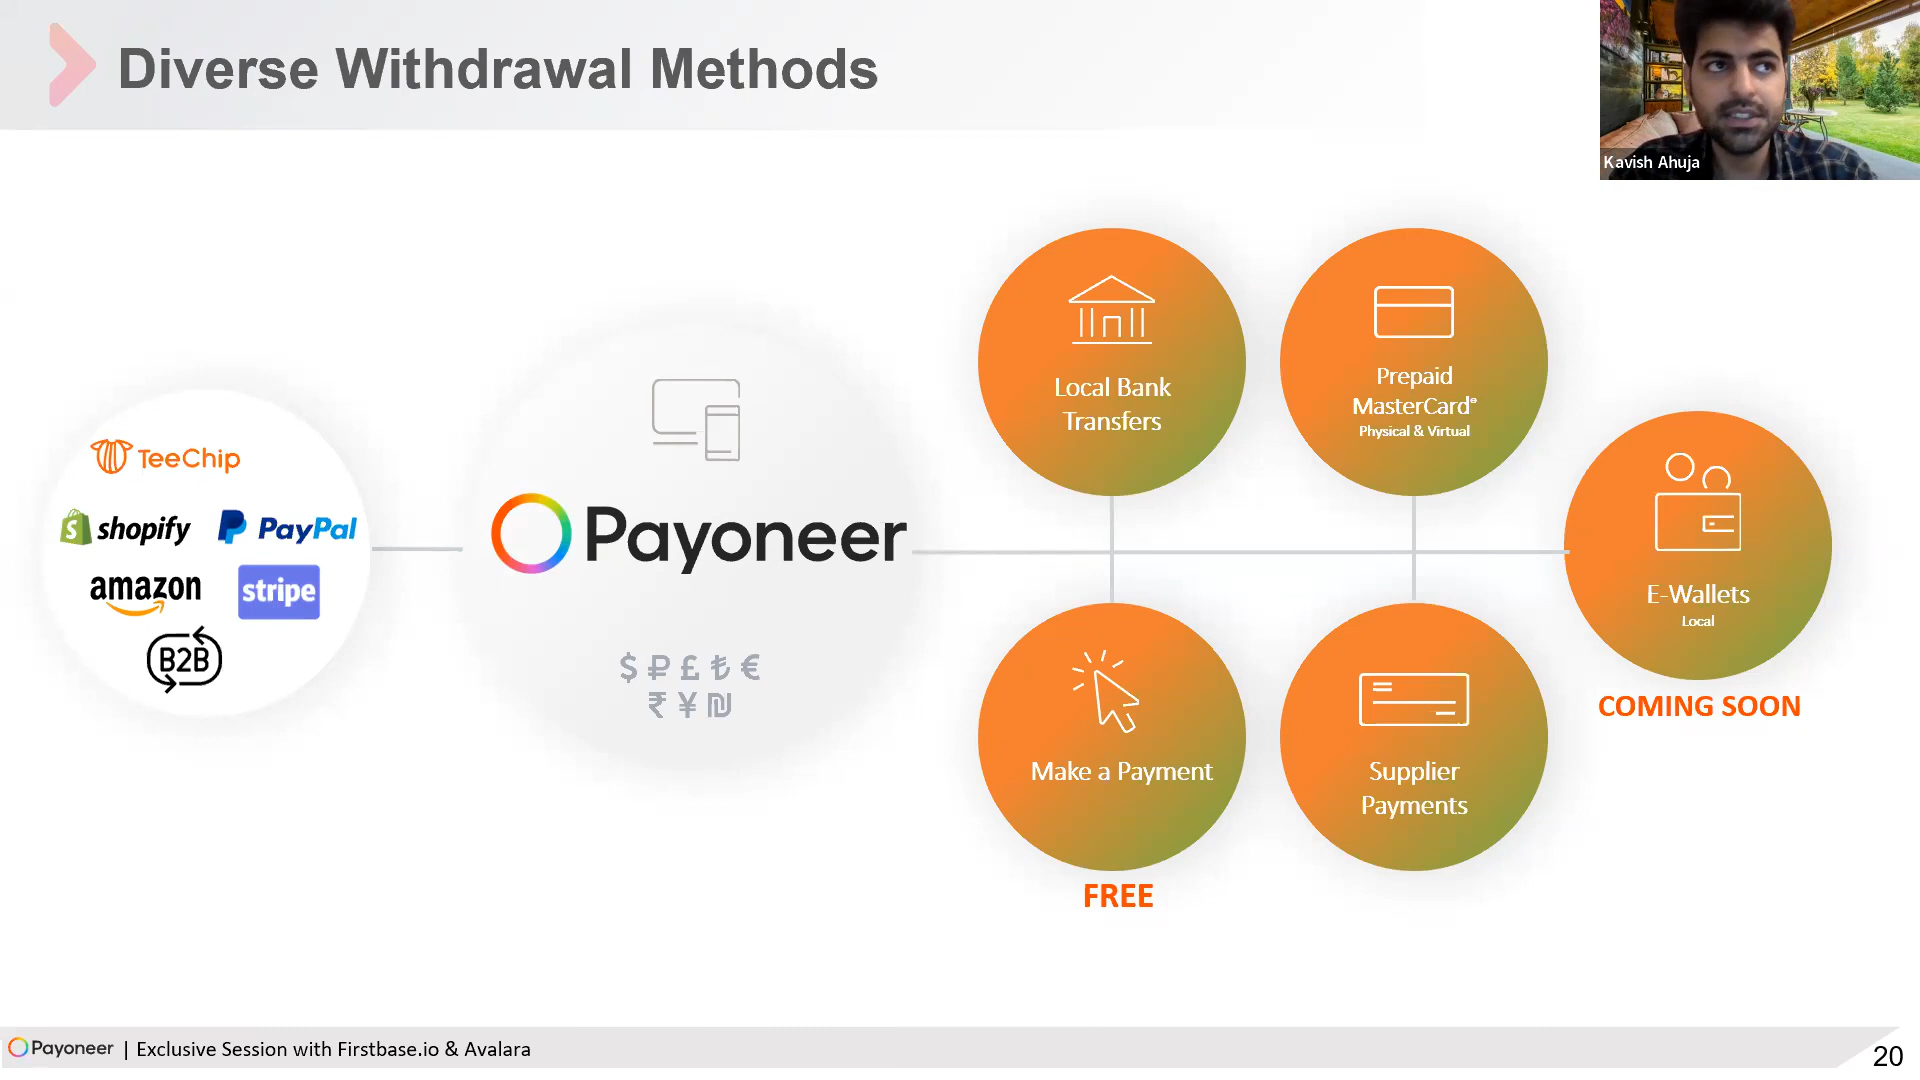 Diverse Withdrawal Methods
Kavish Ahuja
TeeChip
shopify
PayPal
amazon
stripe
B2B
Payoneer
$ ₽ £ ₺ €
₹ ¥ ₪
Local Bank
Transfers
Prepaid
MasterCard®
Physical & Virtual
E-Wallets
Local
COMING SOON
Make a Payment
FREE
Supplier
Payments
Payoneer | Exclusive Session with Firstbase.io & Avalara
20